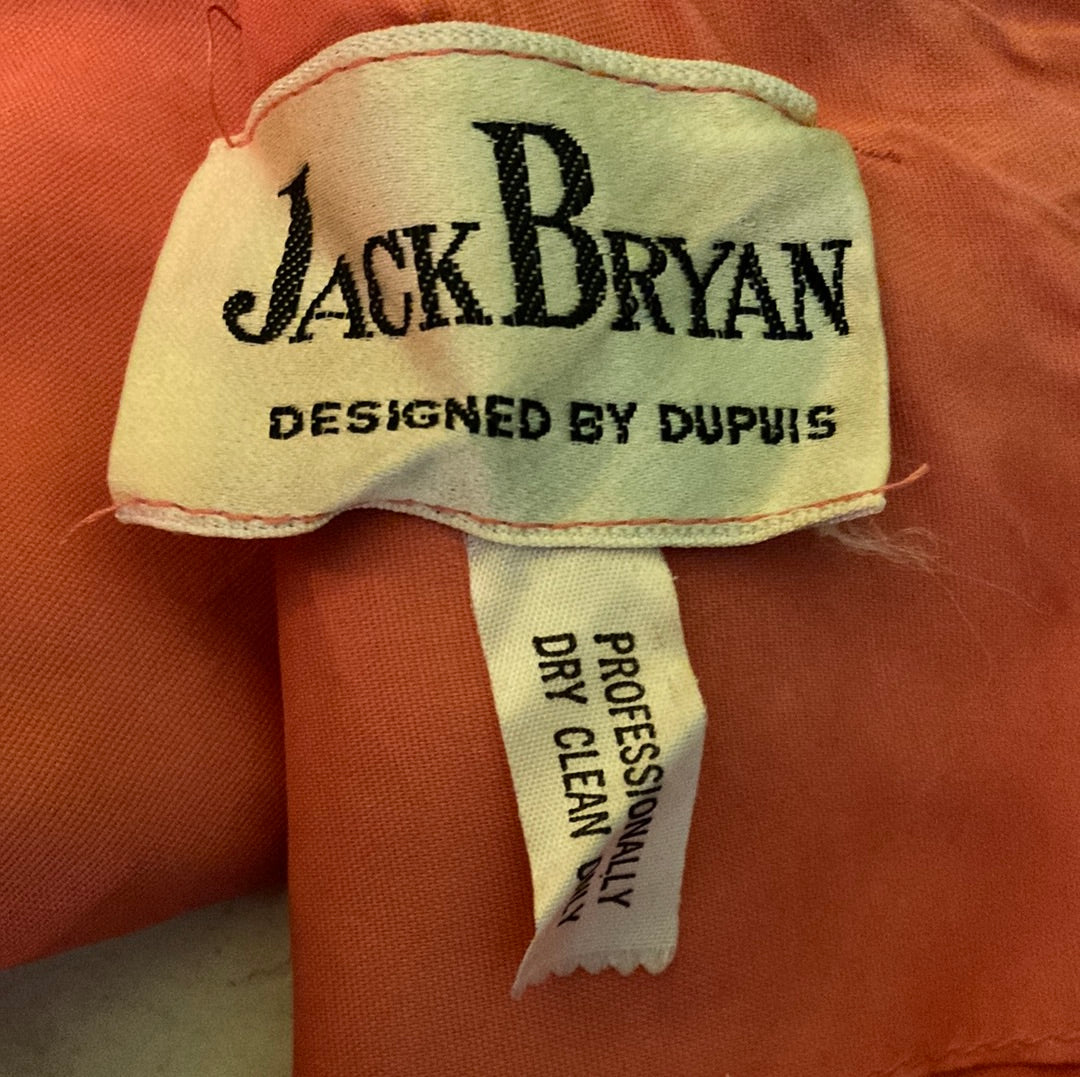 JACK BRYAN
DESIGNED BY DUPUIS
PROFESSIONALLY
DRY CLEAN ONLY